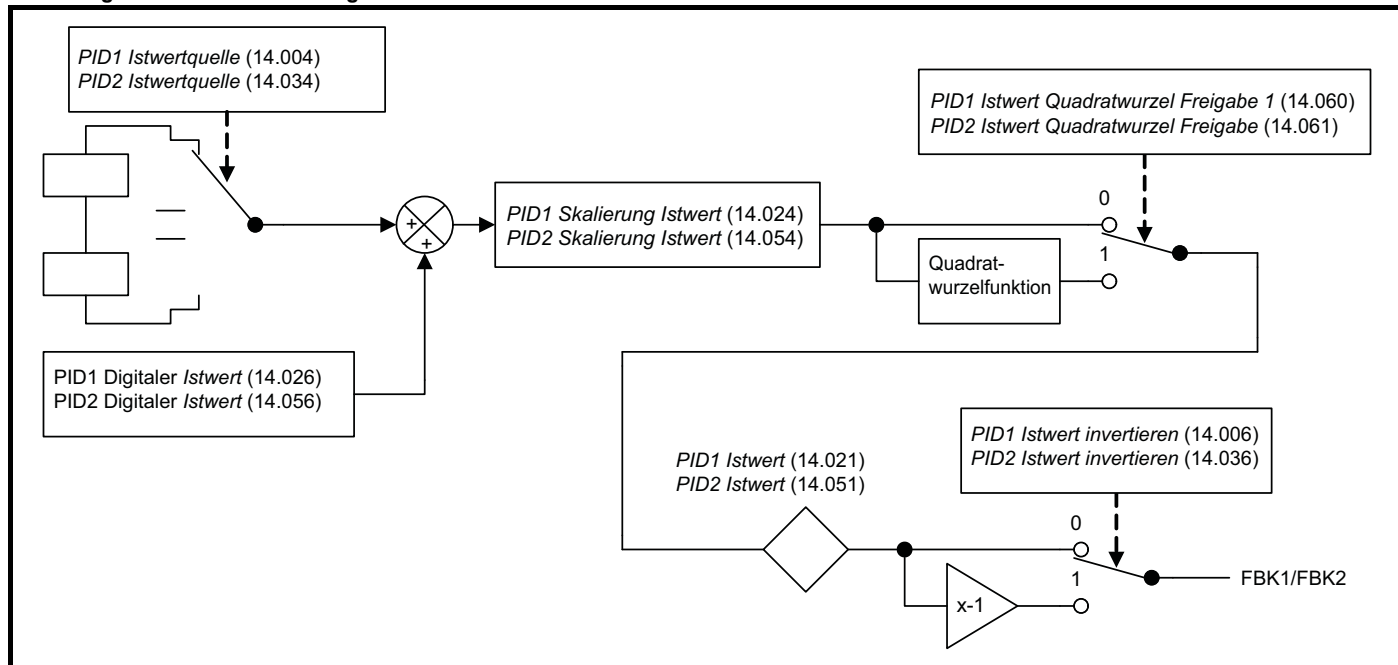 PID1 Istwertquelle (14.004)
PID2 Istwertquelle (14.034)
PID1 Istwert Quadratwurzel Freigabe 1 (14.060)
PID2 Istwert Quadratwurzel Freigabe (14.061)
0
+
+
PID1 Skalierung Istwert (14.024)
PID2 Skalierung Istwert (14.054)
1
Quadrat-
wurzelfunktion
PID1 Digitaler Istwert (14.026)
PID2 Digitaler Istwert (14.056)
PID1 Istwert invertieren (14.006)
PID2 Istwert invertieren (14.036)
PID1 Istwert (14.021)
PID2 Istwert (14.051)
0
1
x-1
FBK1/FBK2